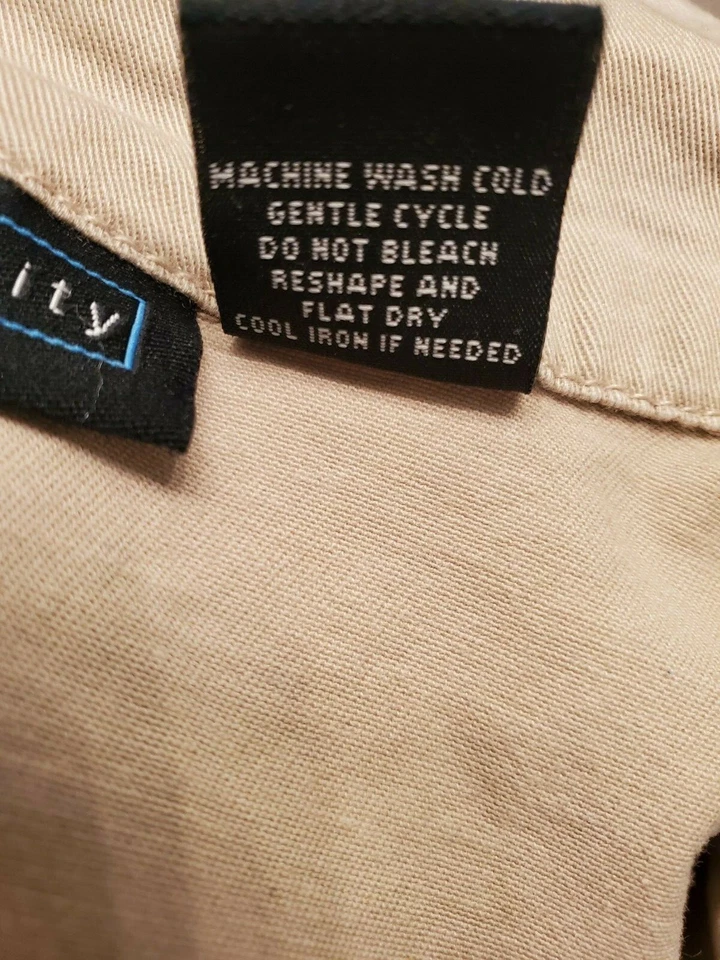 ity
MACHINE WASH COLD
GENTLE CYCLE
DO NOT BLEACH
RESHAPE AND
FLAT DRY
COOL IRON IF NEEDED